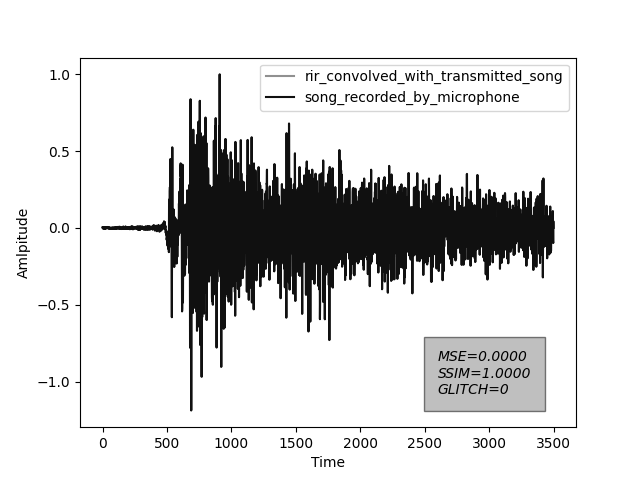 rir_convolved_with_transmitted_song
song_recorded_by_microphone
1.0
0.5
0.0
−0.5
−1.0
Amlpitude
MSE=0.0000
SSIM=1.0000
GLITCH=0
0 500 1000 1500 2000 2500 3000 3500
Time